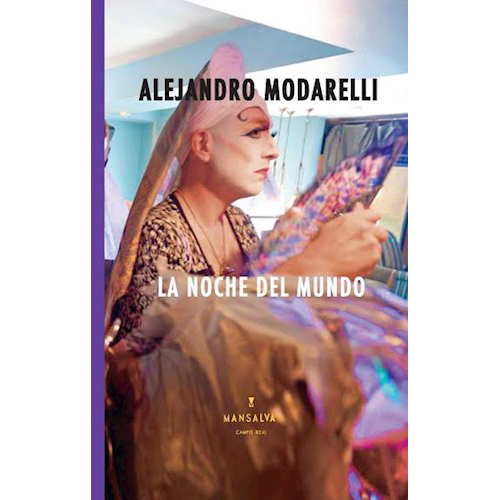 ALEJANDRO MODARELLI
LA NOCHE DEL MUNDO
MANSALVA
CAMPO REAL